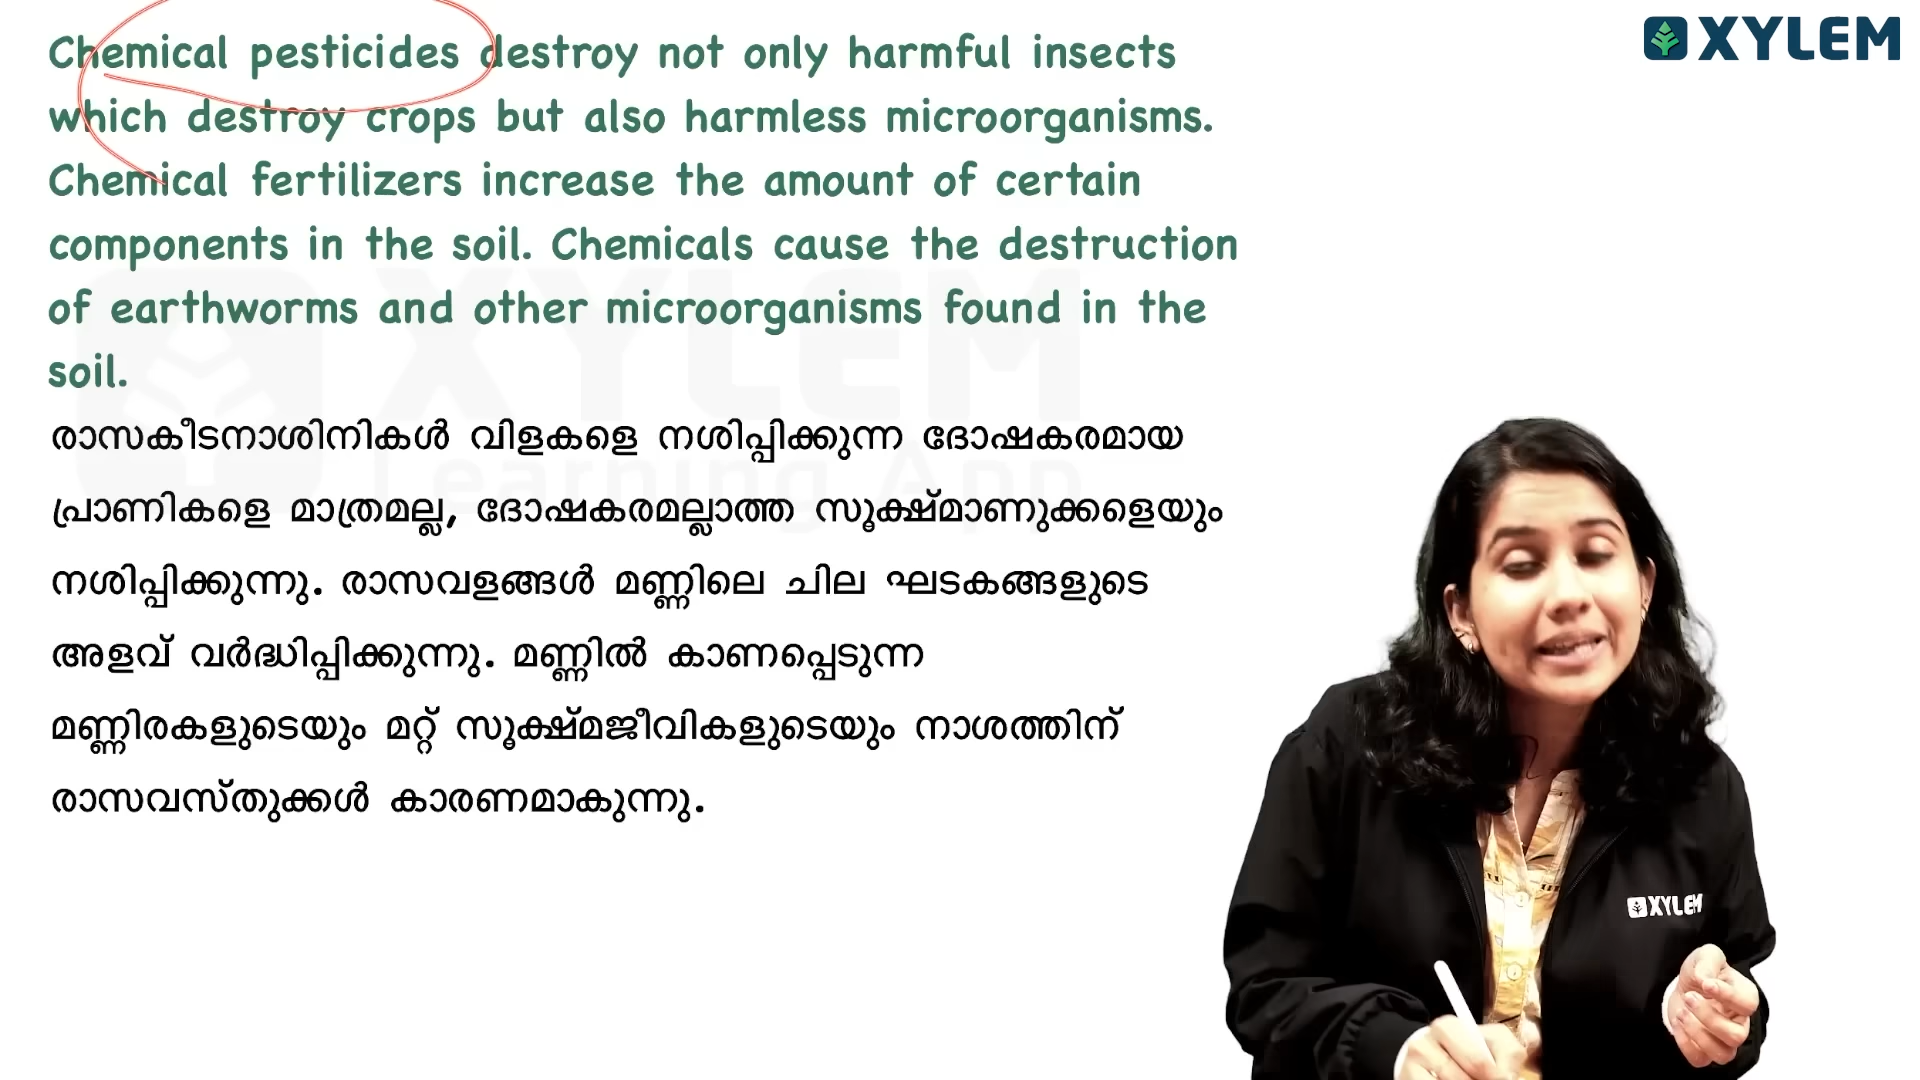 Chemical pesticides destroy not only harmful insects
which destroy crops but also harmless microorganisms.
Chemical fertilizers increase the amount of certain
components in the soil. Chemicals cause the destruction
of earthworms and other microorganisms found in the
soil.
രാസകീടനാശിനികൾ വിളകളെ നശിപ്പിക്കുന്ന ദോഷകരമായ
പ്രാണികളെ മാത്രമല്ല, ദോഷകരമല്ലാത്ത സൂക്ഷ്മാണുക്കളെയും
നശിപ്പിക്കുന്നു. രാസവളങ്ങൾ മണ്ണിലെ ചില ഘടകങ്ങളുടെ
അളവ് വർദ്ധിപ്പിക്കുന്നു. മണ്ണിൽ കാണപ്പെടുന്ന
മണ്ണിരകളുടെയും മറ്റ് സൂക്ഷ്മജീവികളുടെയും നാശത്തിന്
രാസവസ്തുക്കൾ കാരണമാകുന്നു.
XYLEM
XYLEM
Learning App
XYLEM